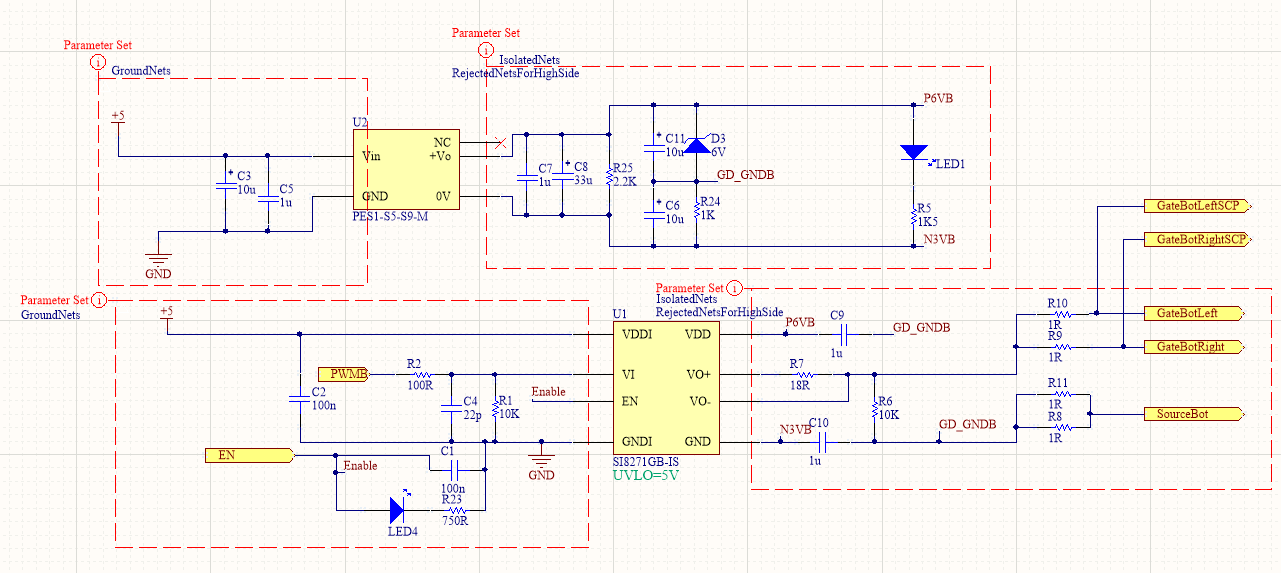 Parameter Set
i
GroundNets
Parameter Set
i
IsolatedNets
RejectedNetsForHighSide
+5
U2
Vin
GND
NC
+Vo
0V
PES1-S5-S9-M
C3
10u
C5
1u
GND
C7
1u
C8
33u
R25
2.2K
C11
10u
D3
6V
GD_GNDB
C6
10u
R24
1K
P6VB
LED1
R5
1K5
N3VB
GateBotLeftSCP
GateBotRightSCP
Parameter Set
i
GroundNets
+5
PWMB
R2
100R
C2
100n
C4
22p
R1
10K
Enable
EN
Enable
C1
100n
R23
750R
LED4
GND
U1
VDDI
VI
EN
GNDI
VDD
VO+
VO-
GND
SI8271GB-IS
UVLO=5V
Parameter Set
i
IsolatedNets
RejectedNetsForHighSide
P6VB
C9
1u
GD_GNDB
R7
18R
R6
10K
N3VB
C10
1u
GD_GNDB
R10
1R
R9
1R
R11
1R
R8
1R
GateBotLeft
GateBotRight
SourceBot